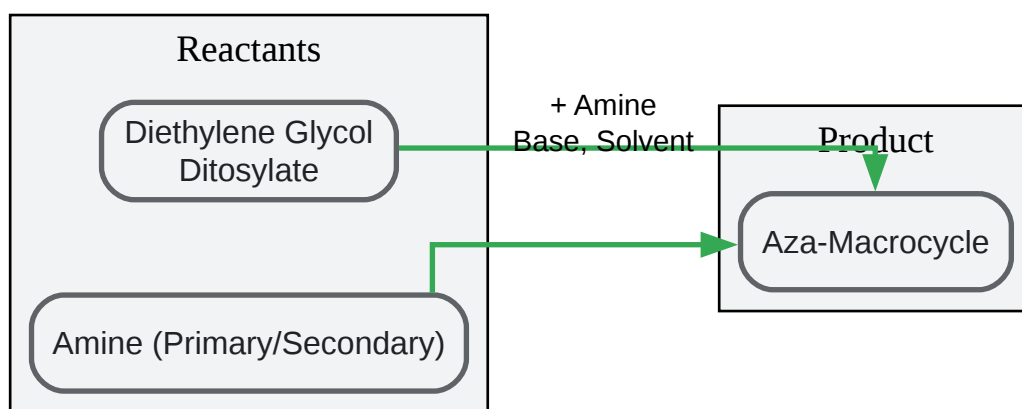 Reactants
Diethylene Glycol
Ditosylate
+ Amine
Base, Solvent
Product
Aza-Macrocycle
Amine (Primary/Secondary)